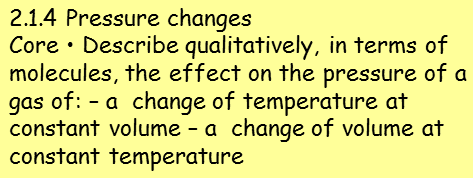 2.1.4 Pressure changes
Core • Describe qualitatively, in terms of
molecules, the effect on the pressure of a
gas of: – a  change of temperature at
constant volume – a  change of volume at
constant temperature